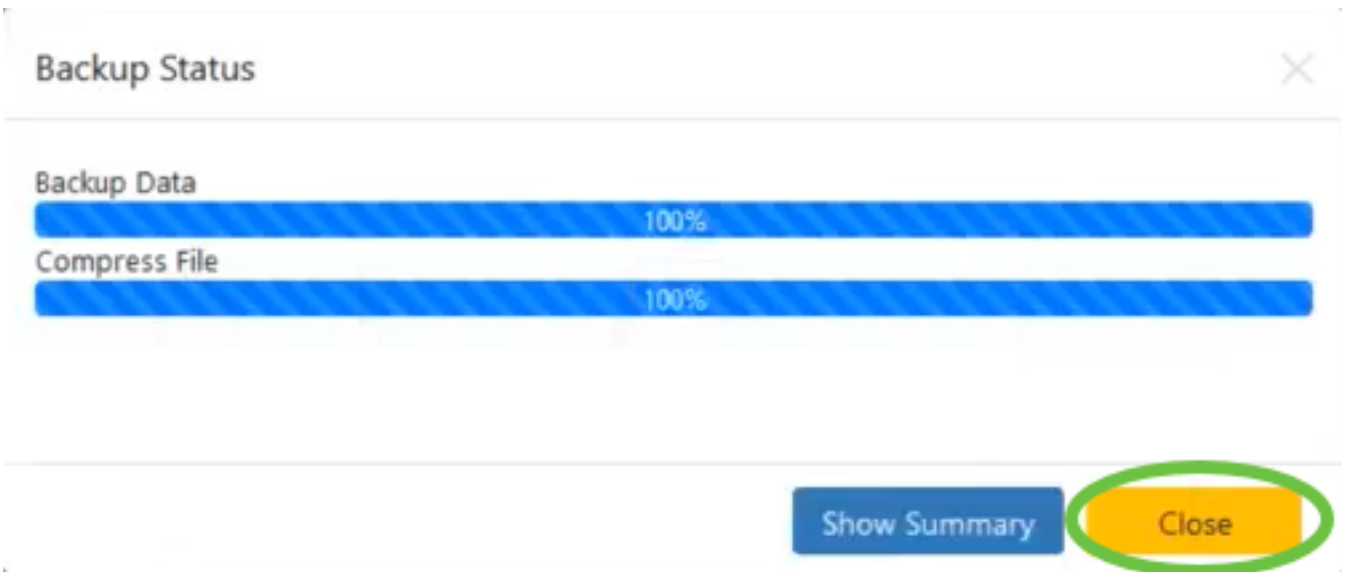 Backup Status
Backup Data
100%
Compress File
100%
Show Summary Close